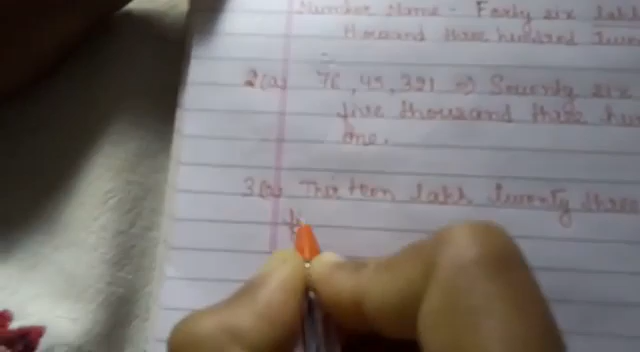 Number Name - Forty six lakh
thousand three hundred
2(a) 76,45,321 ⇒ Seventy six
five thousand three hu
one.
3(a) Thirteen lakh twenty three